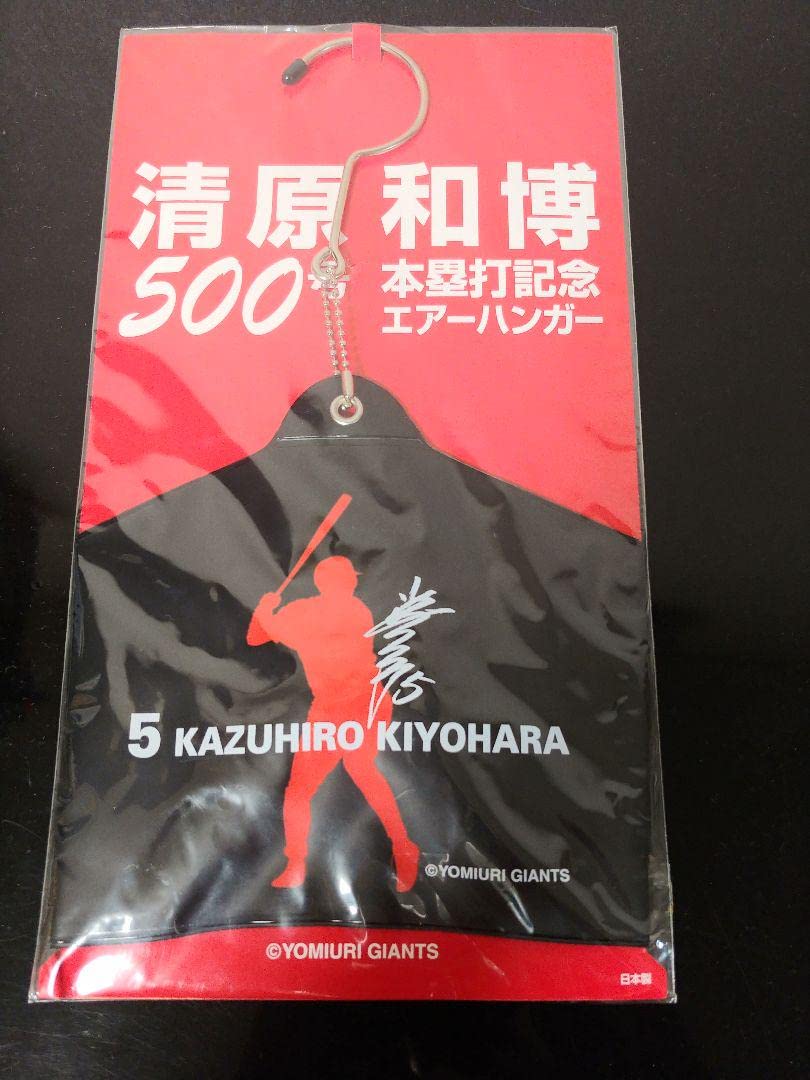 清原和博
500号 本塁打記念
エアーハンガー
5 KAZUHIRO KIYOHARA
©YOMIURI GIANTS
©YOMIURI GIANTS
日本製